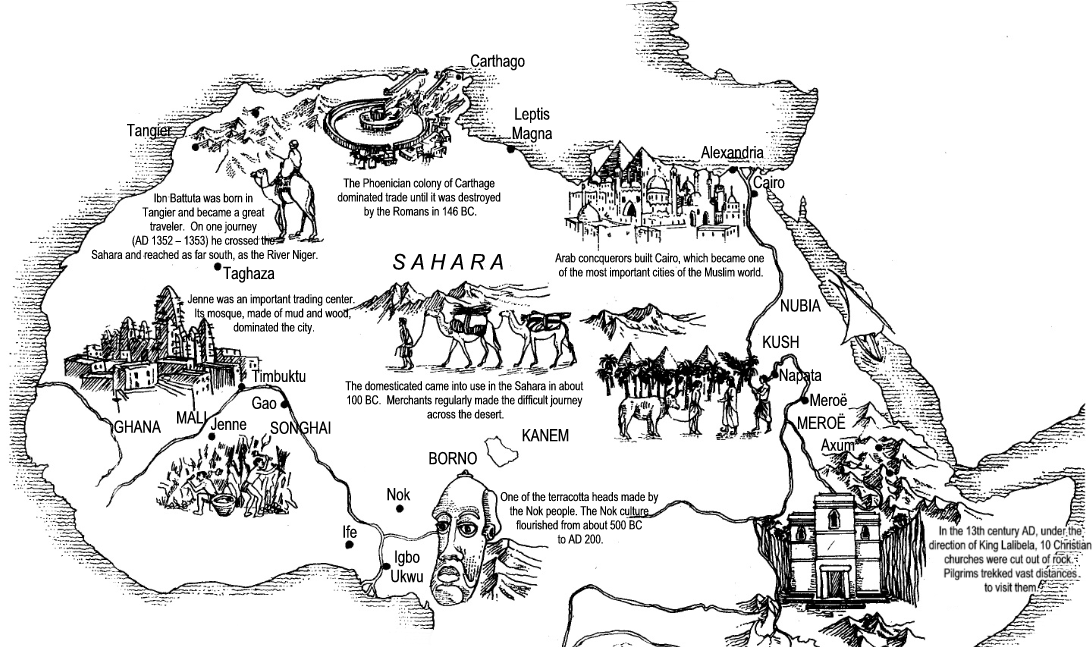 Carthago
Leptis
Magna
Tangier
Alexandria
Cairo
The Phoenician colony of Carthage
dominated trade until it was destroyed
by the Romans in 146 BC.
Ibn Battuta was born in
Tangier and became a great
traveler. On one journey
(AD 1352 – 1353) he crossed the
Sahara and reached as far south, as the River Niger.
Taghaza
SAHARA
Arab concquerors built Cairo, which became one
of the most important cities of the Muslim world.
Jenne was an important trading center.
Its mosque, made of mud and wood,
dominated the city.
NUBIA
KUSH
Napata
Meroë
MEROË
Axum
Timbuktu
Gao
MALI
GHANA
Jenne
SONGHAI
The domesticated came into use in the Sahara in about
100 BC. Merchants regularly made the difficult journey
across the desert.
KANEM
BORNO
Nok
One of the terracotta heads made by
the Nok people. The Nok culture
flourished from about 500 BC
to AD 200.
Ife
Igbo
Ukwu
In the 13th century AD, under the
direction of King Lalibela, 10 Christian
churches were cut out of rock.
Pilgrims trekked vast distances
to visit them.